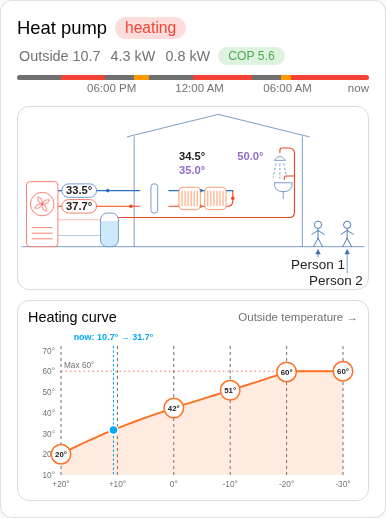 Heat pump heating
Outside 10.7 4.3 kW 0.8 kW COP 5.6
06:00 PM 12:00 AM 06:00 AM now
34.5° 50.0°
35.0°
33.5°
37.7°
Person 1
Person 2
Heating curve Outside temperature →
now: 10.7° → 31.7°
70°
Max 60°
60° 60° 60°
50° 51°
40° 42°
30°
20° 20°
10°
+20° +10° 0° -10° -20° -30°